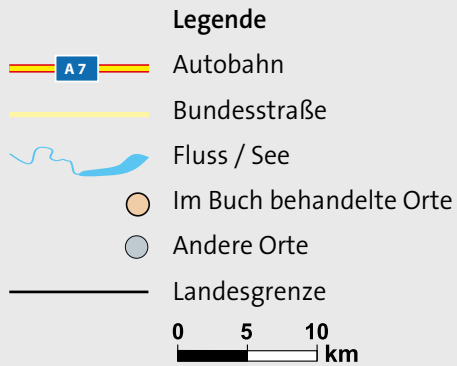 Legende
A 7 Autobahn
Bundesstraße
Fluss / See
Im Buch behandelte Orte
Andere Orte
Landesgrenze
0 5 10
km